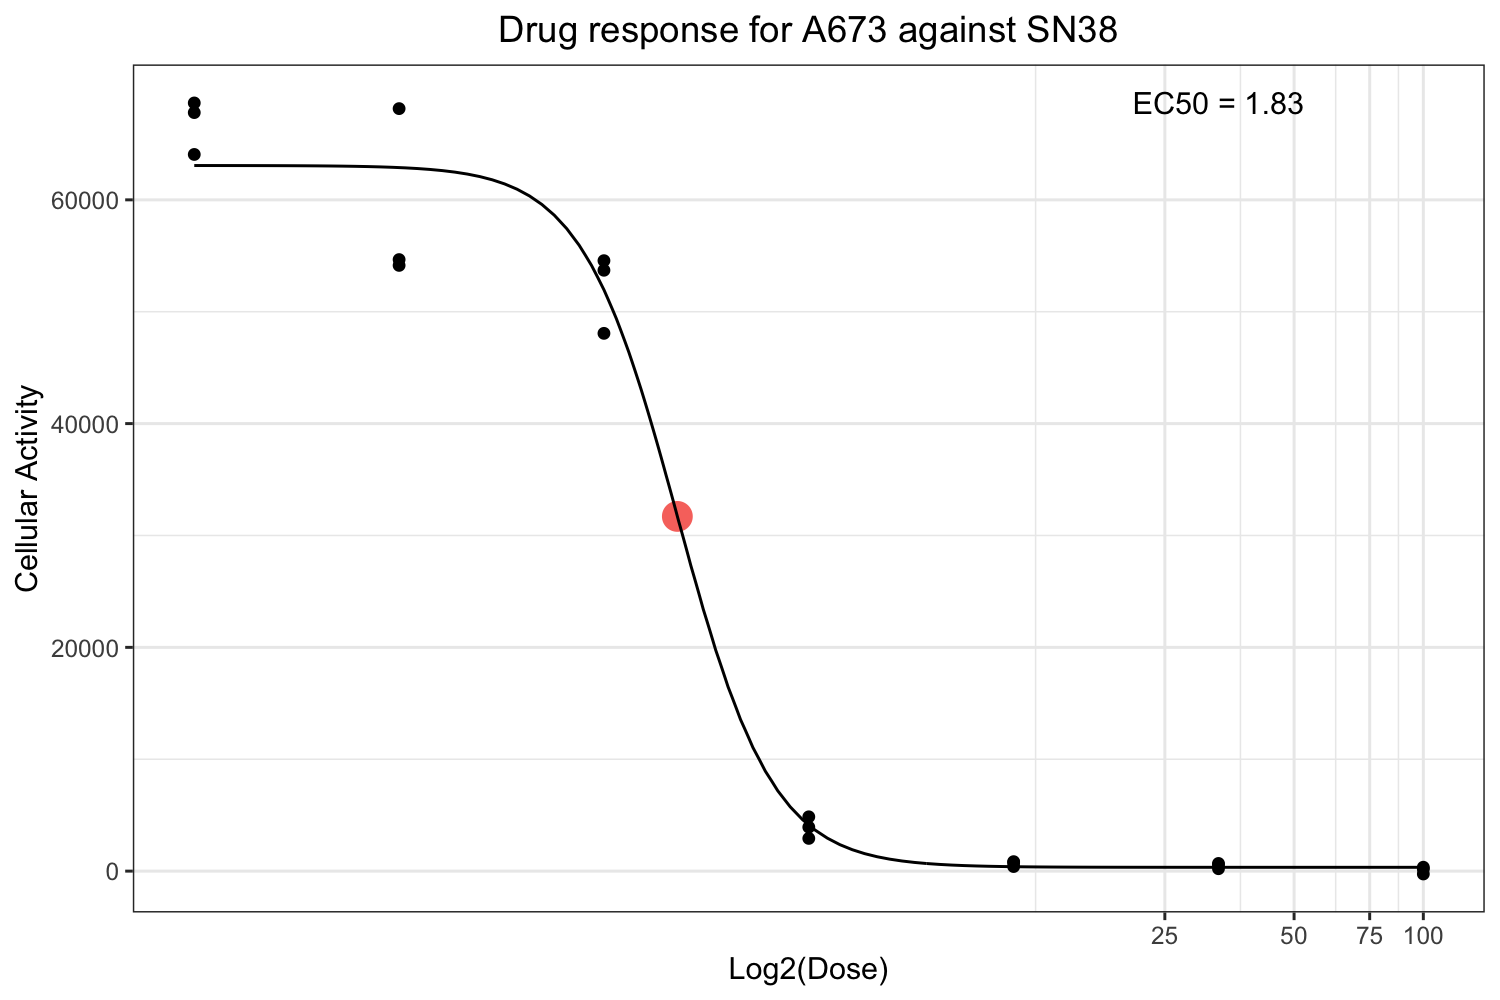 Drug response for A673 against SN38
EC50 = 1.83
Cellular Activity
60000
40000
20000
0
25 50 75 100
Log2(Dose)